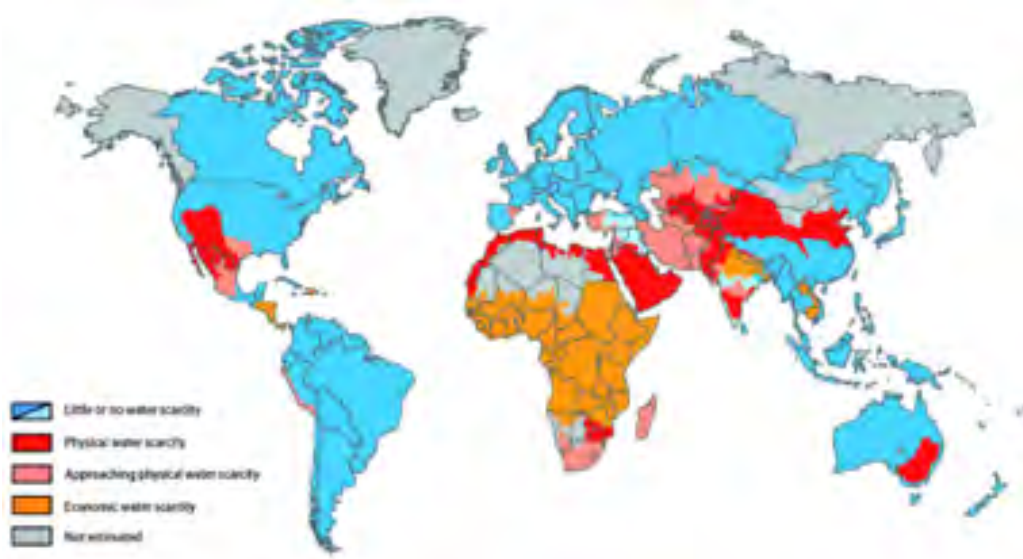 Little or no water scarcity
Physical water scarcity
Approaching physical water scarcity
Economic water scarcity
Not estimated